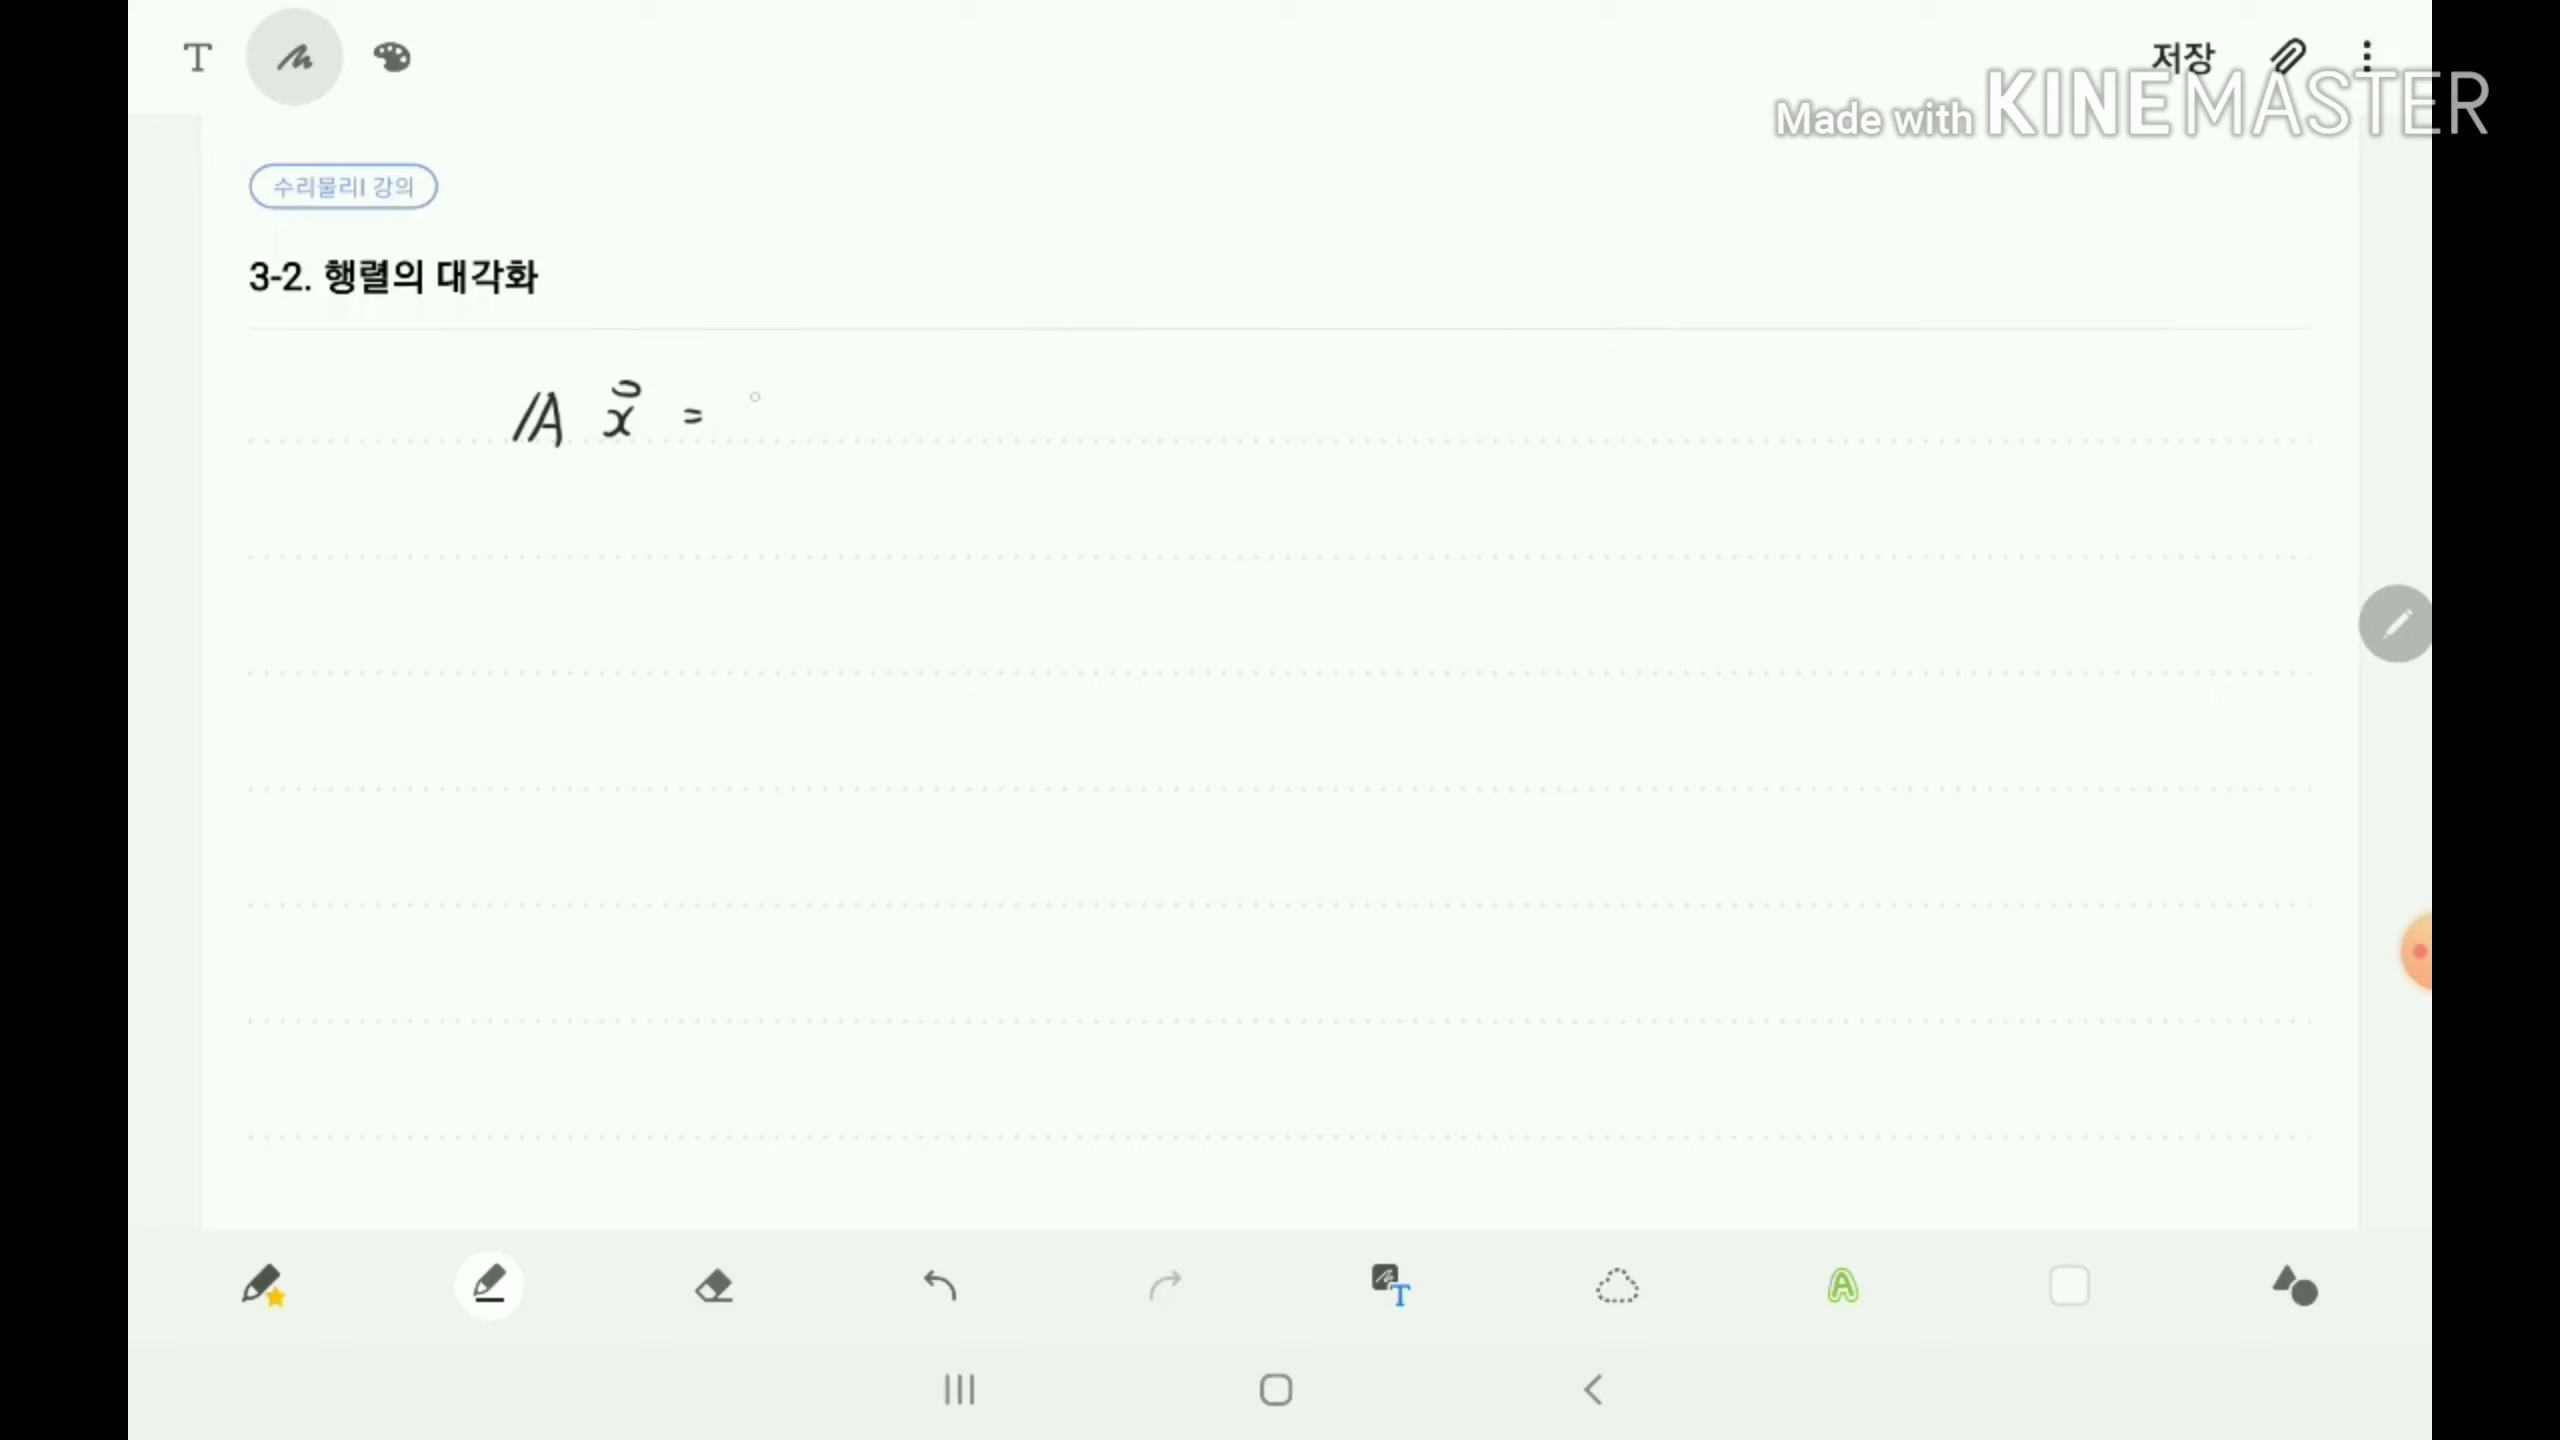 T
저장
Made with KINEMASTER
수리물리I 강의
3-2. 행렬의 대각화
A x⃗ =
T
A